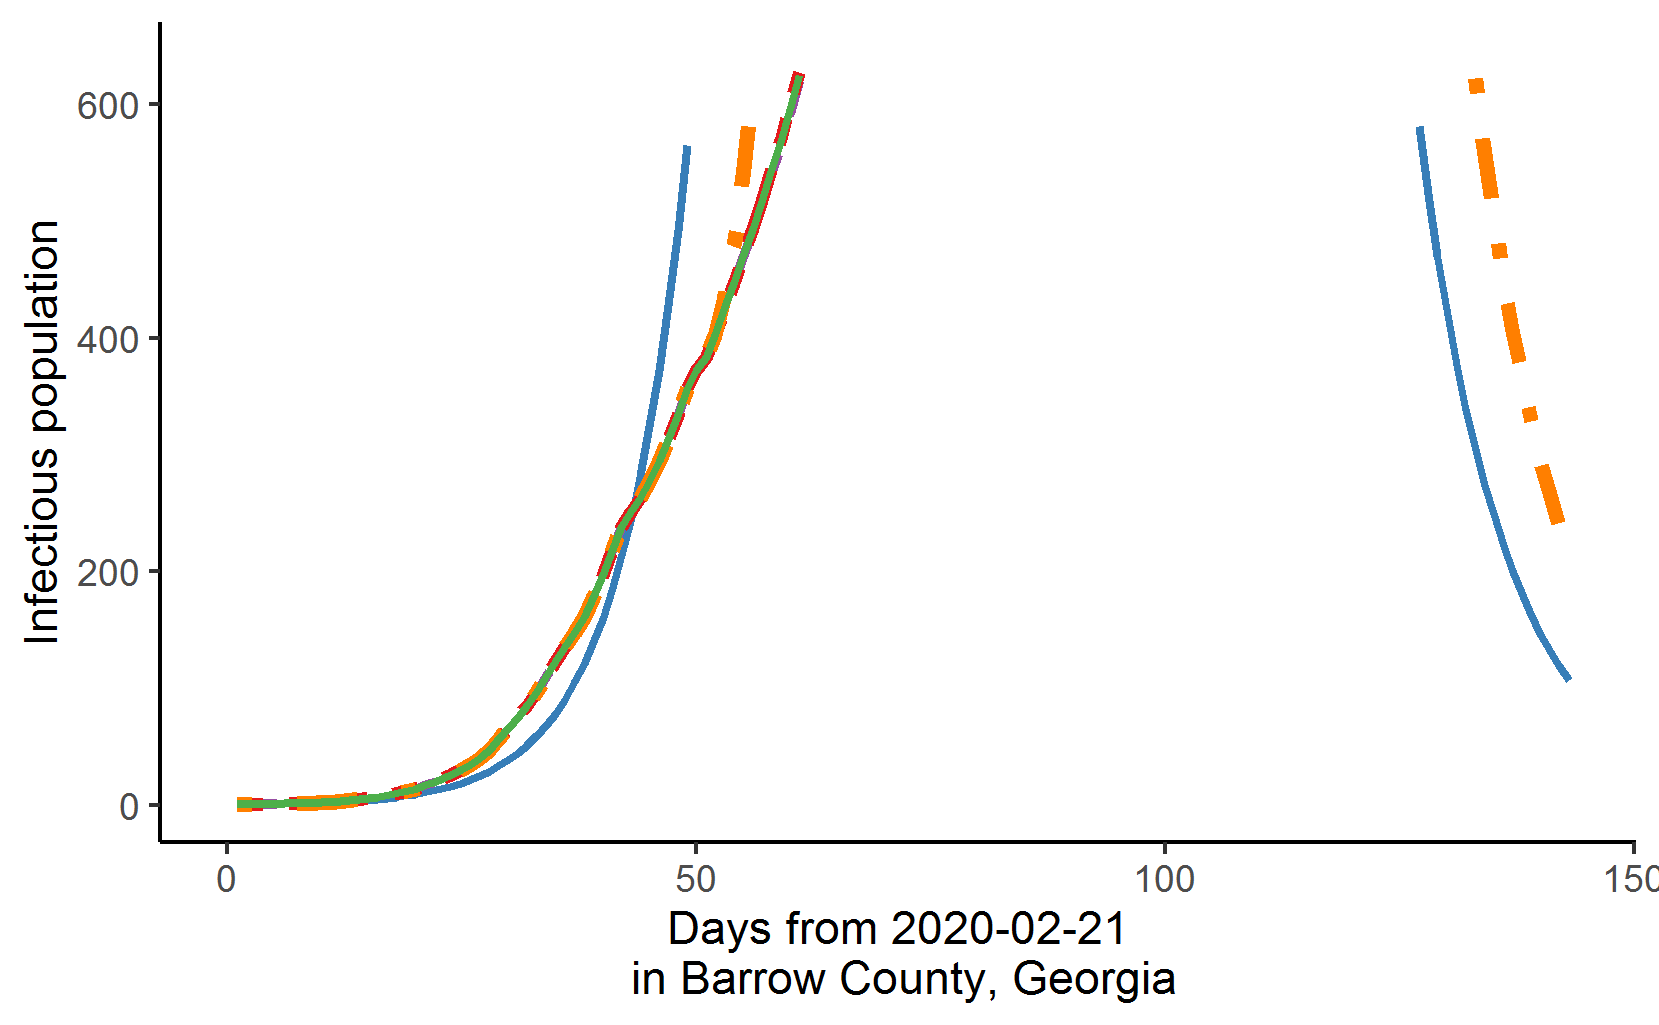 Infectious population
600
400
200
0
0 50 100 150
Days from 2020-02-21
in Barrow County, Georgia